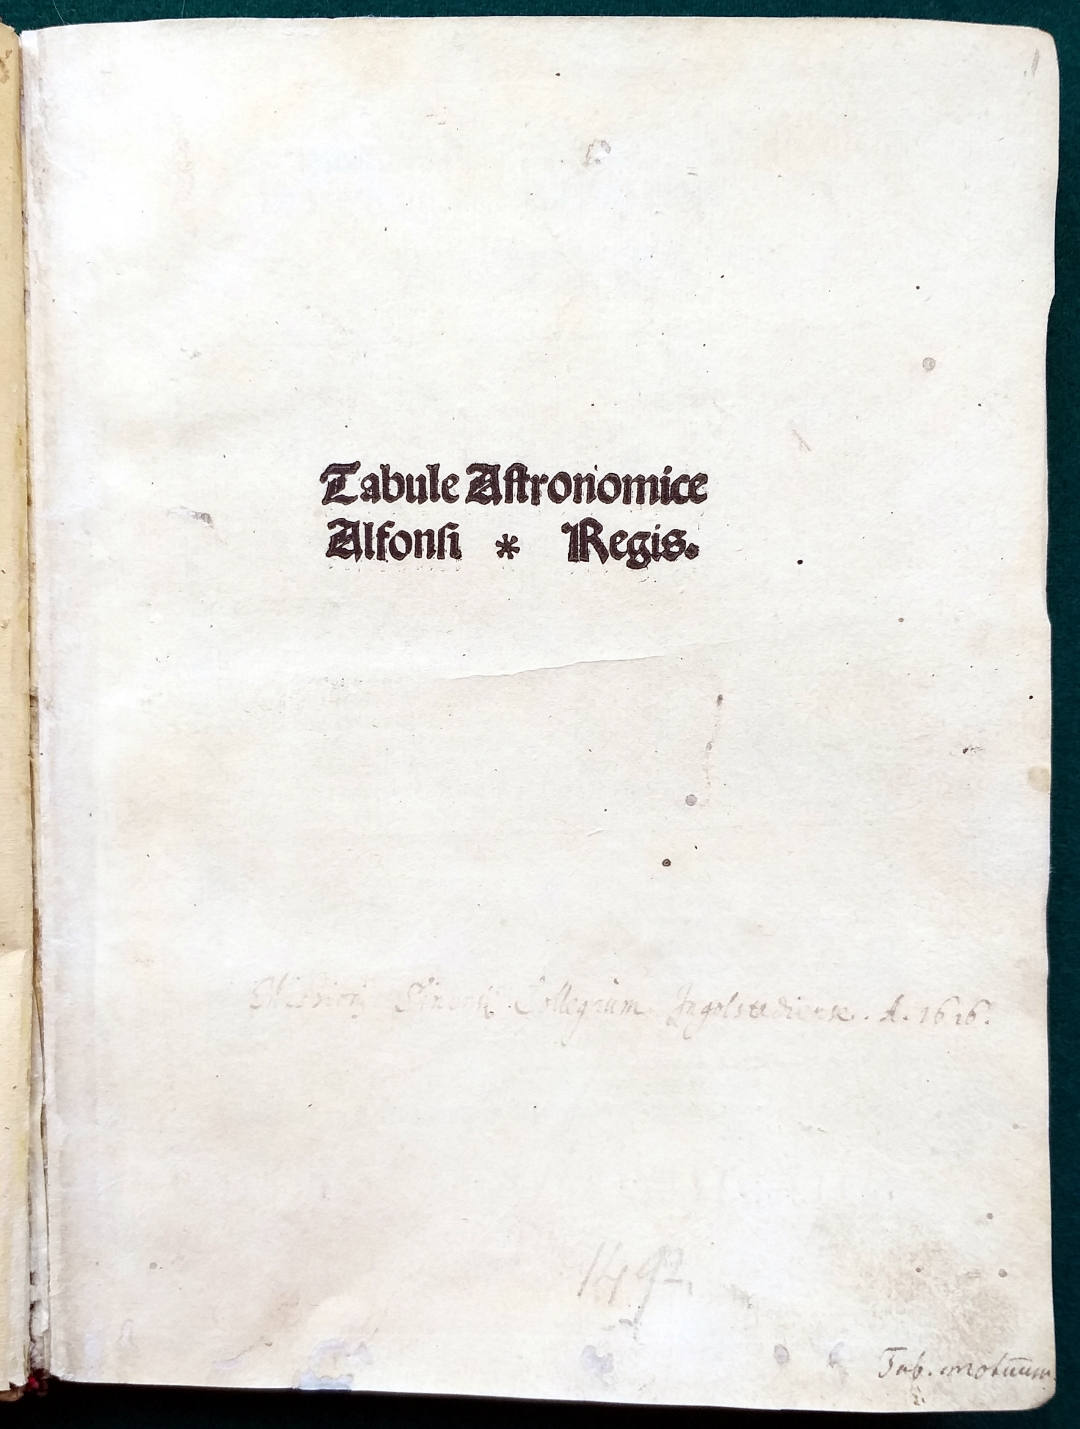 Tabule Astronomice
Alfonsi * Regis.
Collegium Ingolstadiense. A. 1616.
1492.
Tab. motuum